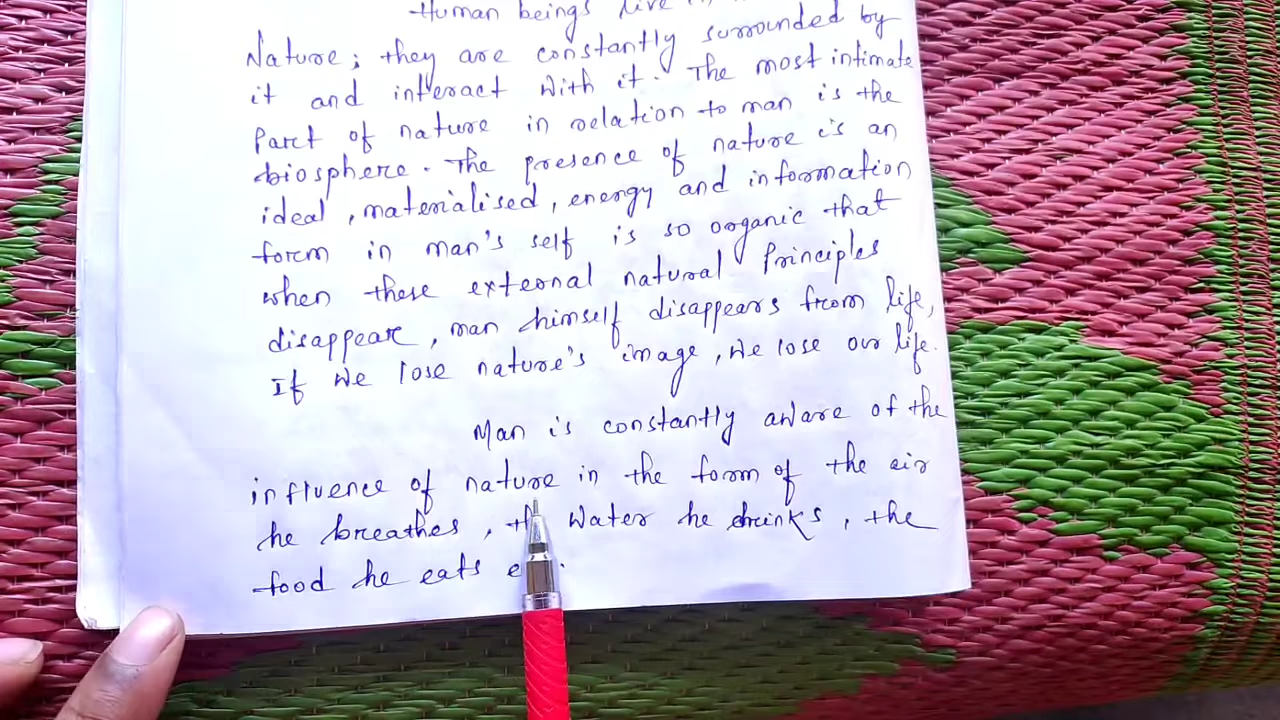 Human beings live
Nature; they are constantly surrounded by
it and interact with it. The most intimate
Part of nature in relation to man is the
biosphere. The presence of nature is an
ideal, materialised, energy and information
form in man's self is so organic that
when these external natural Principles
disappear, man himself disappears from life,
If we lose nature's image, we lose our life.
Man is constantly aware of the
influence of nature in the form of the air
he breathes, Water he drinks, the
food he eats